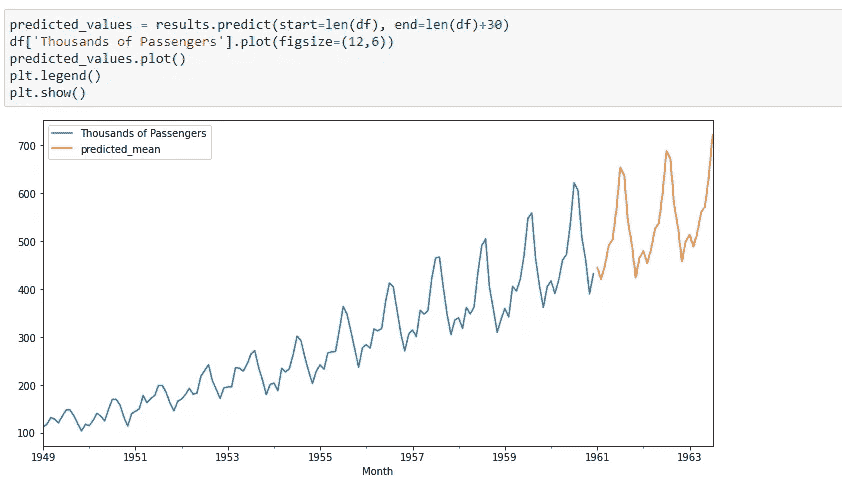 predicted_values = results.predict(start=len(df), end=len(df)+30)
df['Thousands of Passengers'].plot(figsize=(12,6))
predicted_values.plot()
plt.legend()
plt.show()
Thousands of Passengers
predicted_mean
700
600
500
400
300
200
100
1949 1951 1953 1955 1957 1959 1961 1963
Month